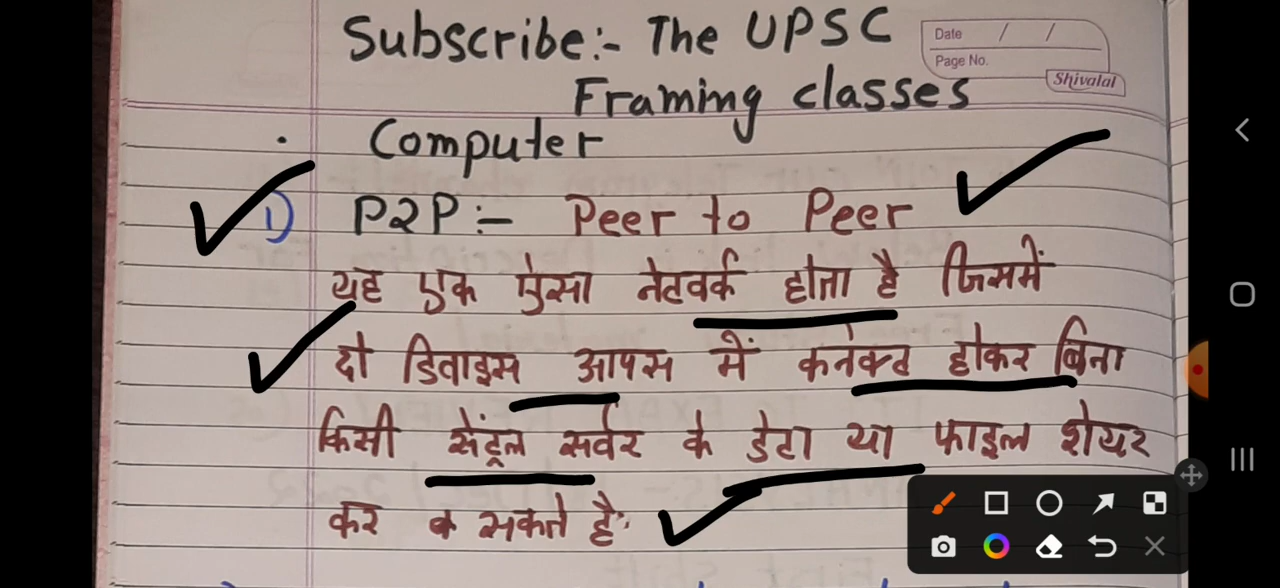 Subscribe:- The UPSC
Date / /
Page No.
Shivalal
Framing classes
Computer
1) P2P:- Peer to Peer
यह एक ऐसा नेटवर्क होता है जिसमें
दो डिवाइस आपस में कनेक्ट होकर बिना
किसी सेंट्रल सर्वर के डेटा या फाइल शेयर
कर सकते है